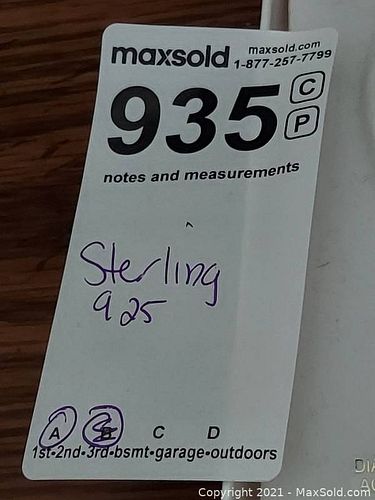 maxsold maxsold.com
1-877-257-7799
935 C
P
notes and measurements
Sterling
925
A B C D
1st•2nd•3rd•bsmt•garage•outdoors
DIA
Copyright 2021 - MaxSold.com